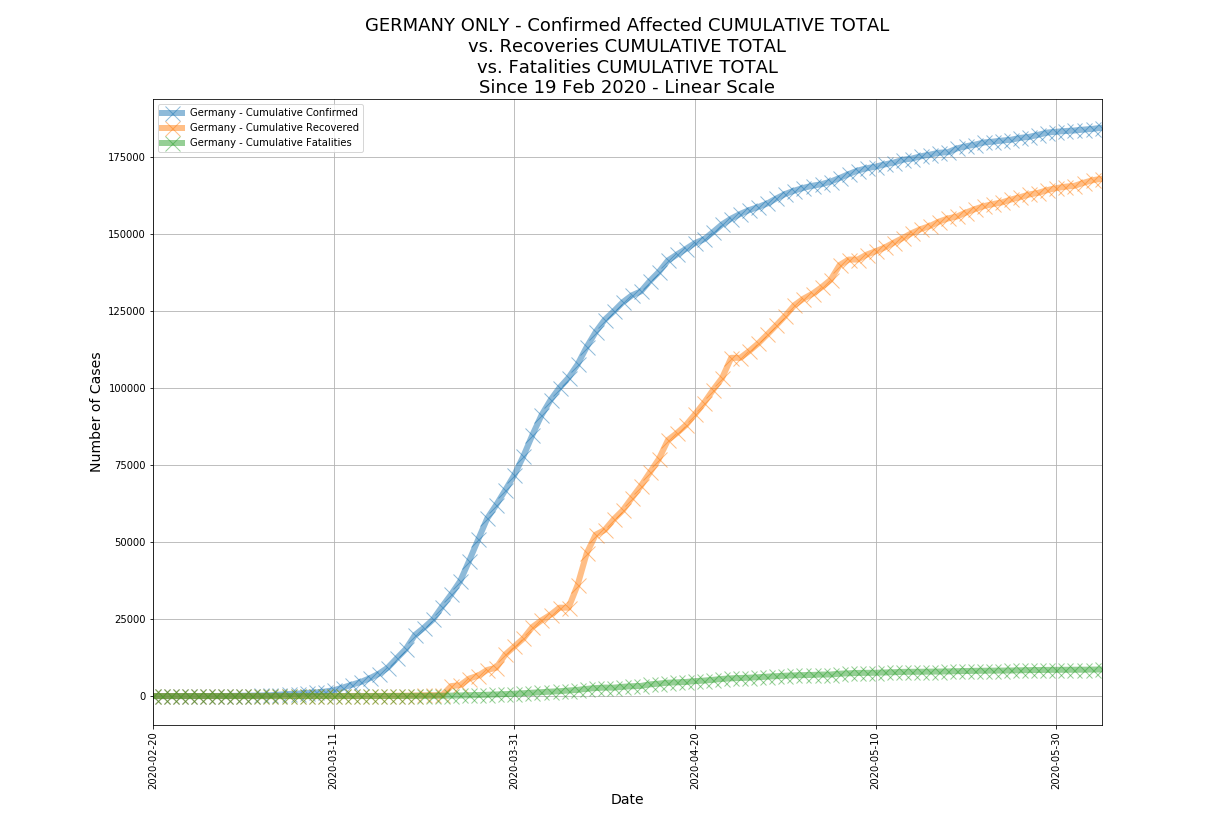 GERMANY ONLY - Confirmed Affected CUMULATIVE TOTAL
vs. Recoveries CUMULATIVE TOTAL
vs. Fatalities CUMULATIVE TOTAL
Since 19 Feb 2020 - Linear Scale
Germany - Cumulative Confirmed
Germany - Cumulative Recovered
Germany - Cumulative Fatalities
Number of Cases
175000
150000
125000
100000
75000
50000
25000
0
2020-02-20
2020-03-11
2020-03-31
2020-04-20
2020-05-10
2020-05-30
Date